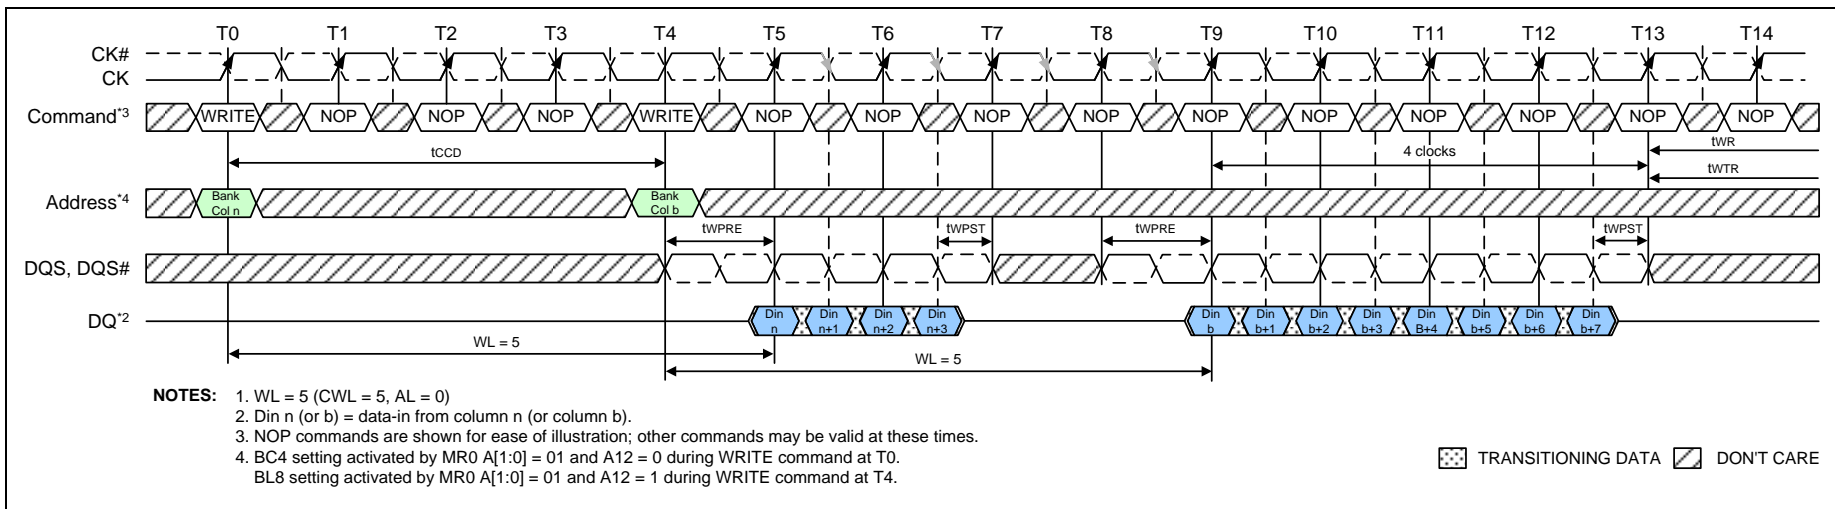 T0 T1 T2 T3 T4 T5 T6 T7 T8 T9 T10 T11 T12 T13 T14
CK#
CK
Command*3 WRITE NOP NOP NOP WRITE NOP NOP NOP NOP NOP NOP NOP NOP NOP NOP
tCCD 4 clocks tWR
tWTR
Address*4 Bank Col n Bank Col b
tWPRE tWPST tWPRE tWPST
DQS, DQS#
DQ*2 Din n Din n+1 Din n+2 Din n+3 Din b Din b+1 Din b+2 Din b+3 Din B+4 Din b+5 Din b+6 Din b+7
WL = 5
WL = 5
NOTES: 1. WL = 5 (CWL = 5, AL = 0)
2. Din n (or b) = data-in from column n (or column b).
3. NOP commands are shown for ease of illustration; other commands may be valid at these times.
4. BC4 setting activated by MR0 A[1:0] = 01 and A12 = 0 during WRITE command at T0.
BL8 setting activated by MR0 A[1:0] = 01 and A12 = 1 during WRITE command at T4.
TRANSITIONING DATA DON'T CARE